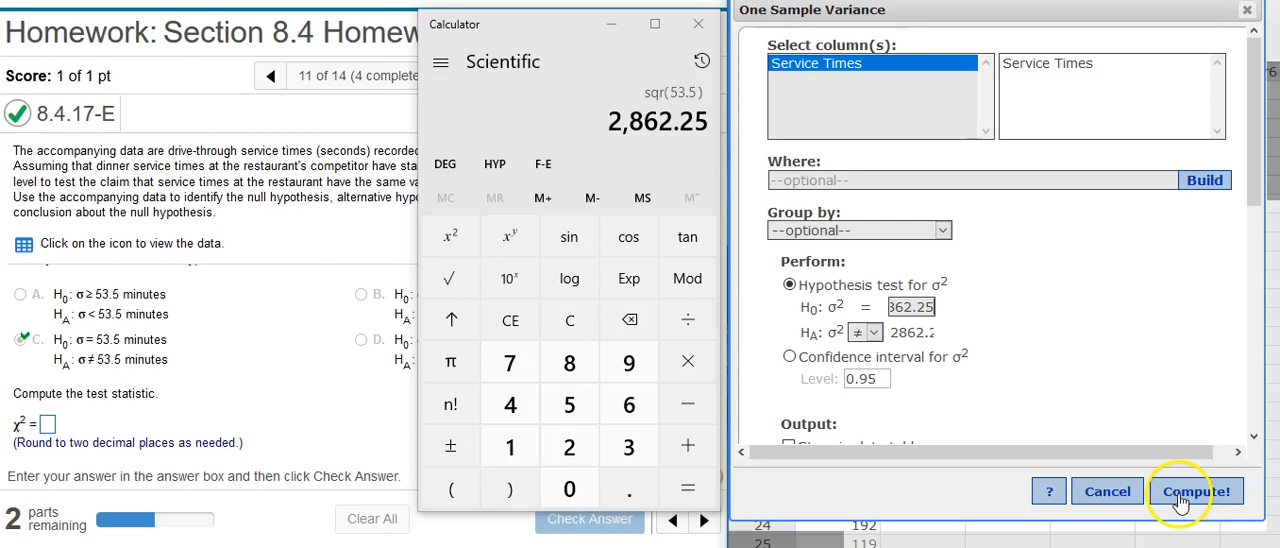 Homework: Section 8.4 Homew
Score: 1 of 1 pt
11 of 14 (4 complete
8.4.17-E
The accompanying data are drive-through service times (seconds) recorded
Assuming that dinner service times at the restaurant's competitor have sta
level to test the claim that service times at the restaurant have the same va
Use the accompanying data to identify the null hypothesis, alternative hypo
conclusion about the null hypothesis.
Click on the icon to view the data.
A. H0: σ ≥ 53.5 minutes
HA: σ < 53.5 minutes
B. H0:
HA:
C. H0: σ = 53.5 minutes
HA: σ ≠ 53.5 minutes
D. H0:
HA:
Compute the test statistic.
χ² =
(Round to two decimal places as needed.)
Enter your answer in the answer box and then click Check Answer.
2 parts
remaining
Clear All
Check Answer
Calculator
Scientific
sqr(53.5)
2,862.25
DEG HYP F-E
MC MR M+ M- MS M˅
x² xʸ sin cos tan
√ 10ˣ log Exp Mod
↑ CE C ⌫ ÷
π 7 8 9 ×
n! 4 5 6 −
± 1 2 3 +
( ) 0 . =
One Sample Variance
Select column(s):
Service Times
Service Times
Where:
--optional--
Build
Group by:
--optional--
Perform:
Hypothesis test for σ²
H0: σ² = 862.25
HA: σ² ≠ 2862.2
Confidence interval for σ²
Level: 0.95
Output:
? Cancel Compute!
24 192
25 119